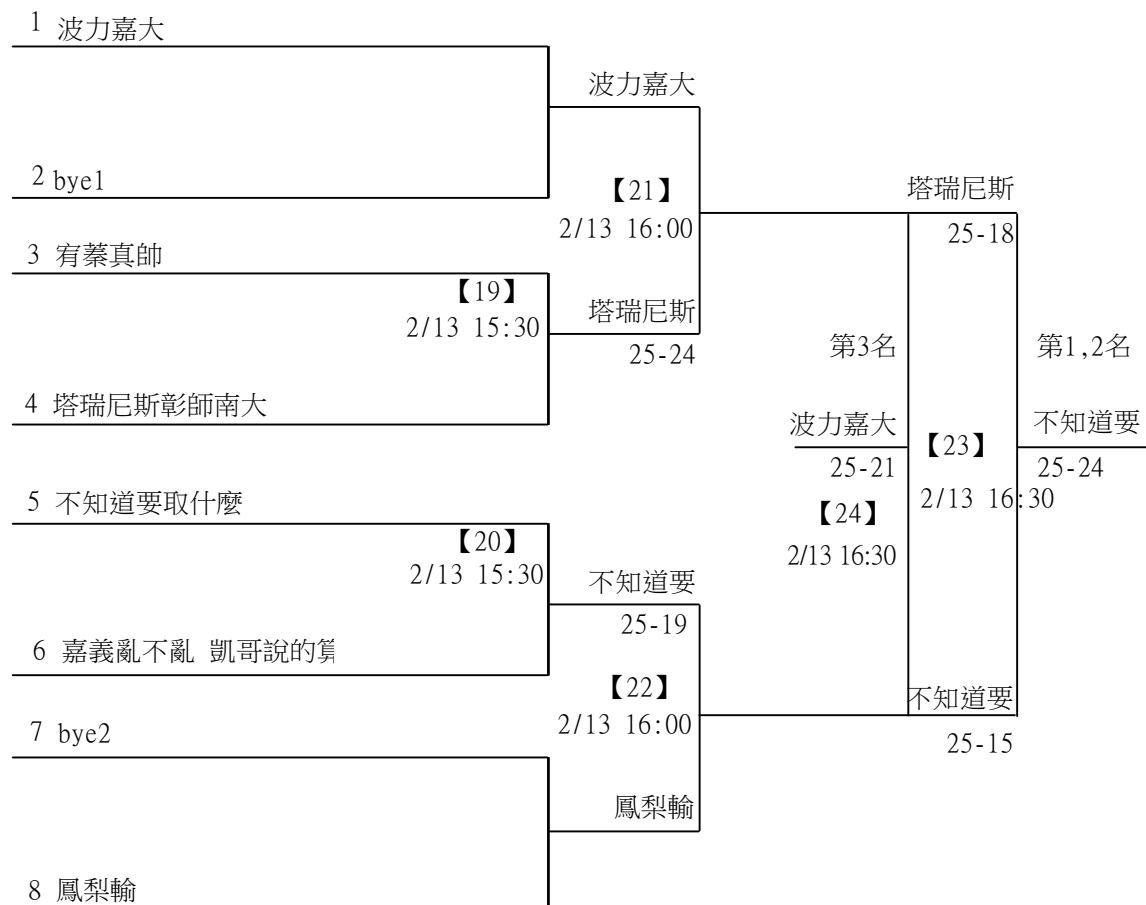 1 波力嘉大
波力嘉大
2 bye1
【21】
塔瑞尼斯
2/13 16:00
25-18
3 宥蓁真帥
【19】
塔瑞尼斯
2/13 15:30
第3名
第1,2名
25-24
4 塔瑞尼斯彰師南大
波力嘉大
【23】
不知道要
25-21
25-24
5 不知道要取什麼
【24】
2/13 16:30
【20】
2/13 16:30
2/13 15:30
不知道要
25-19
6 嘉義亂不亂 凱哥說的算
【22】
不知道要
7 bye2
2/13 16:00
25-15
鳳梨輸
8 鳳梨輸